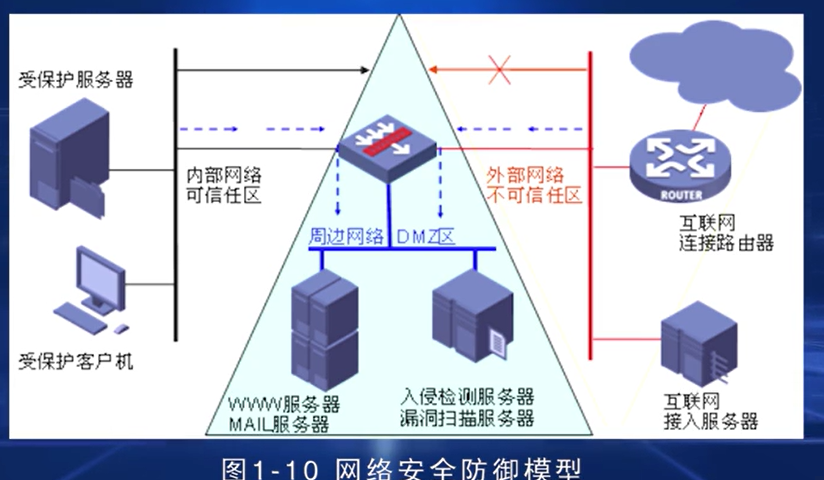 受保护服务器
内部网络
可信任区
外部网络
不可信任区
ROUTER
互联网
连接路由器
周边网络 DMZ区
受保护客户机
WWW服务器
MAIL服务器
入侵检测服务器
漏洞扫描服务器
互联网
接入服务器
图1-10 网络安全防御模型